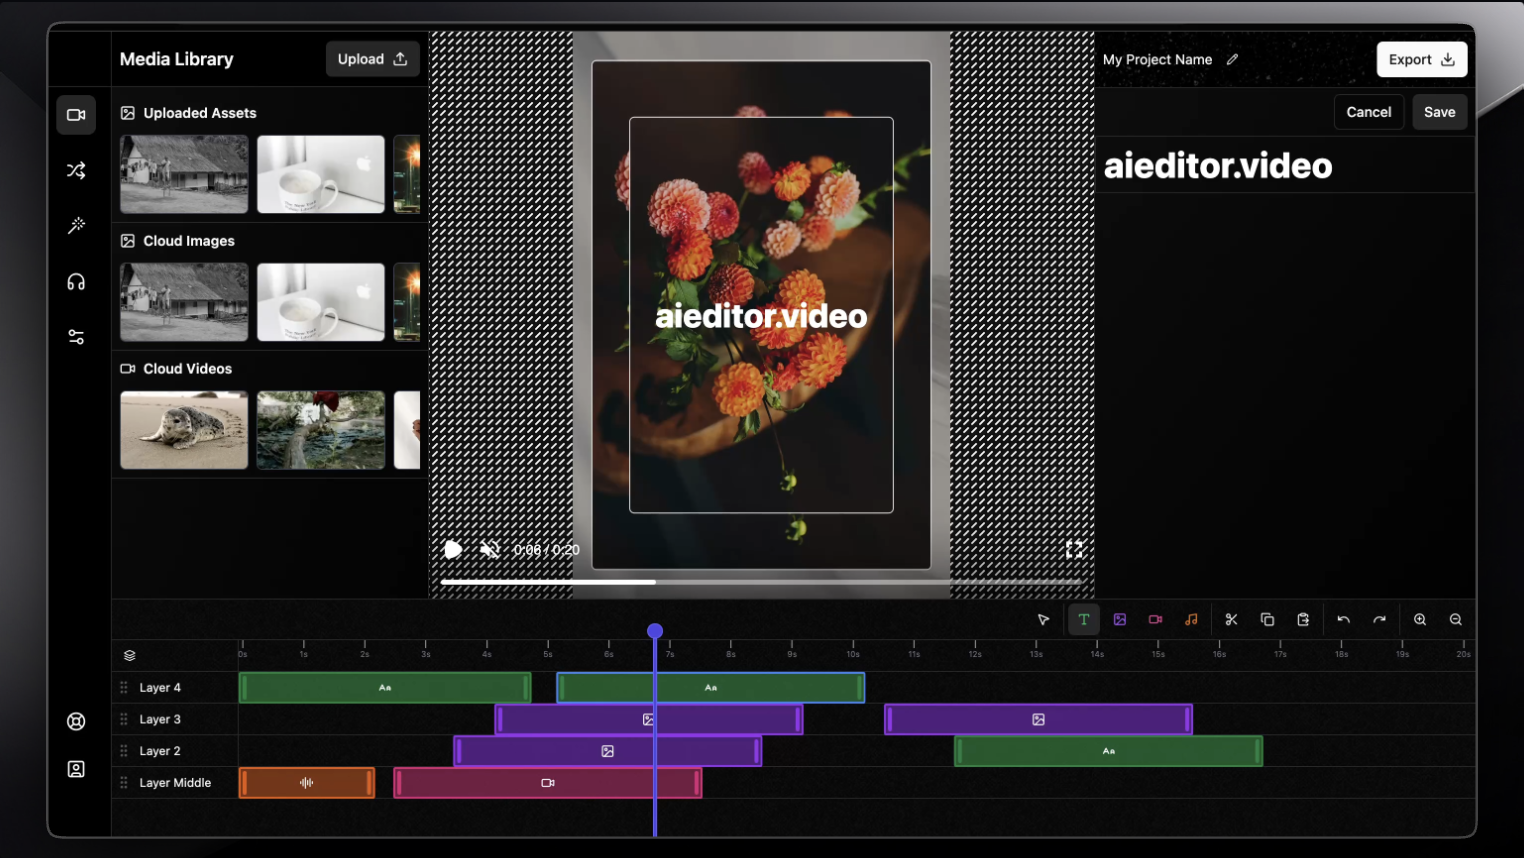 Media Library
Upload
Uploaded Assets
Cloud Images
Cloud Videos
aieditor.video
0:06 / 0:20
My Project Name
Export
Cancel
Save
aieditor.video
T
0s 1s 2s 3s 4s 5s 6s 7s 8s 9s 10s 11s 12s 13s 14s 15s 16s 17s 18s 19s 20s
Layer 4 Aa Aa
Layer 3
Layer 2 Aa
Layer Middle